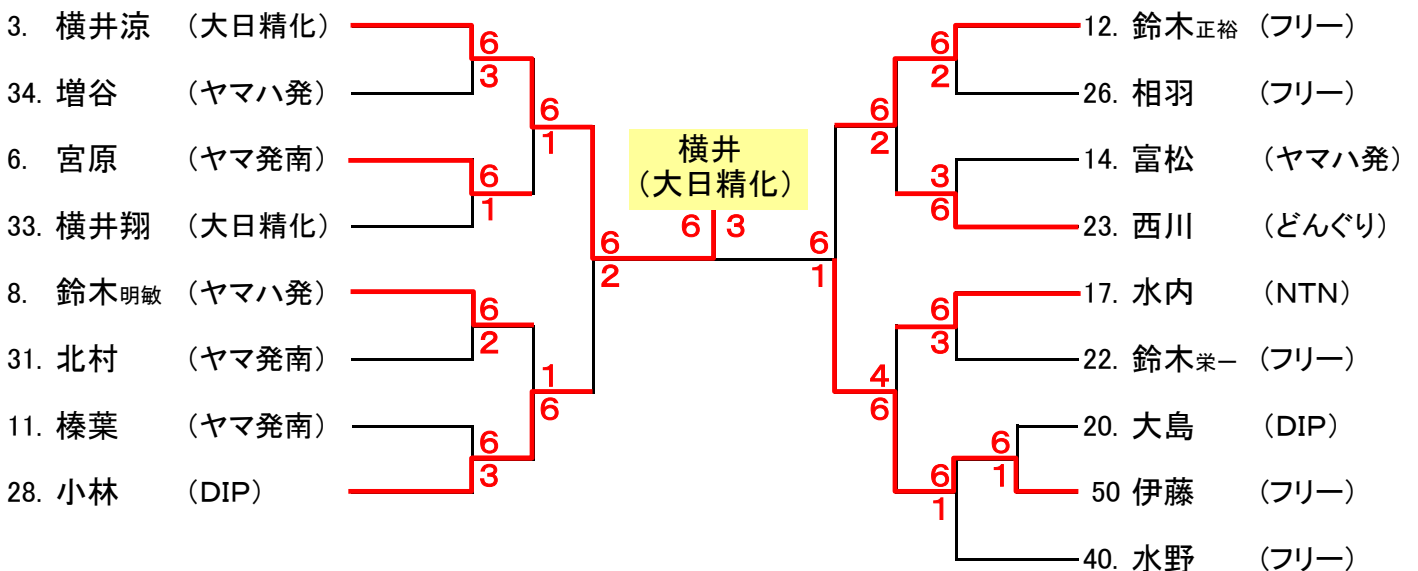 3. 横井涼 （大日精化）
34. 増谷 （ヤマハ発）
6. 宮原 （ヤマ発南）
33. 横井翔 （大日精化）
8. 鈴木明敏 （ヤマハ発）
31. 北村 （ヤマ発南）
11. 榛葉 （ヤマ発南）
28. 小林 （DIP）
6
3
6
1
6
2
6
3
6
1
1
6
6
2
横井
（大日精化）
6 3
6
1
6
2
4
6
6
2
3
6
6
3
6
1
6
1
12. 鈴木正裕 （フリー）
26. 相羽 （フリー）
14. 富松 （ヤマハ発）
23. 西川 （どんぐり）
17. 水内 （NTN）
22. 鈴木栄一 （フリー）
20. 大島 （DIP）
50 伊藤 （フリー）
40. 水野 （フリー）